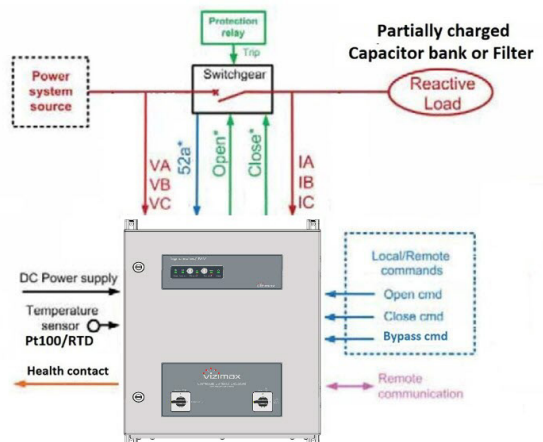 Protection
relay
Trip
Partially charged
Capacitor bank or Filter
Power
system
source
Switchgear
Reactive
Load
VA
VB
VC
52a*
Open*
Close*
IA
IB
IC
DC Power supply
Temperature
sensor
Pt100/RTD
Health contact
Local/Remote
commands
Open cmd
Close cmd
Bypass cmd
Remote
communication
vizimax